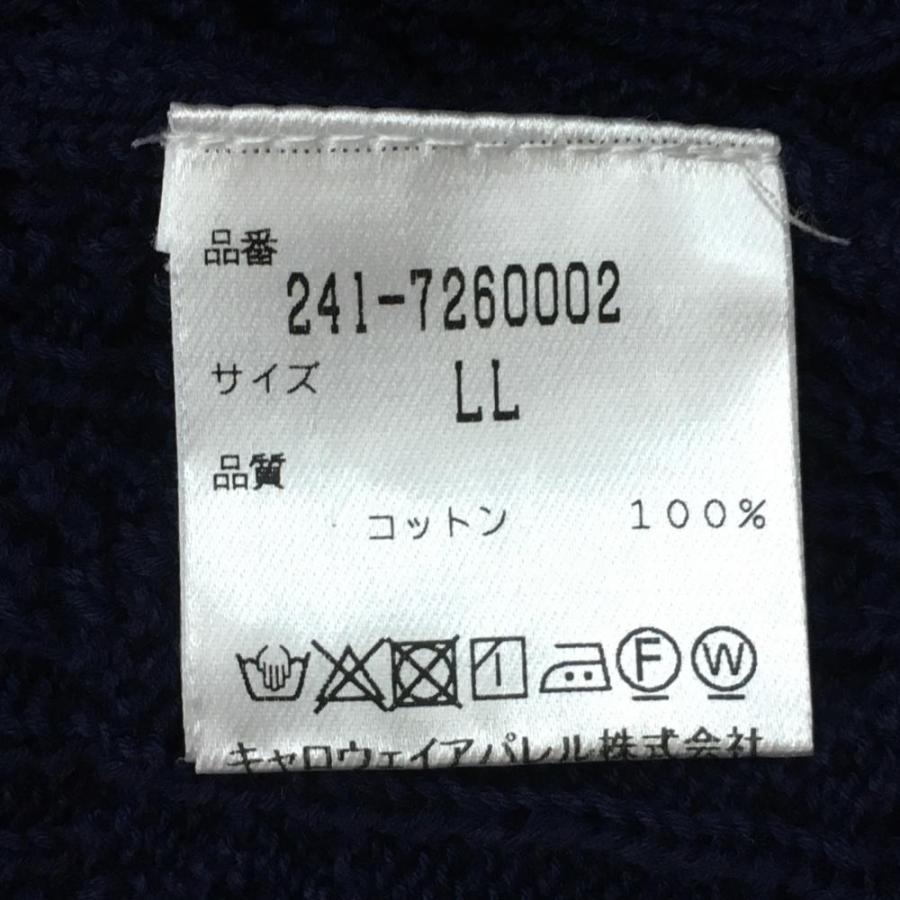 品番
241-7260002
サイズ LL
品質
コットン 100%
F W
キャロウェイアパレル株式会社